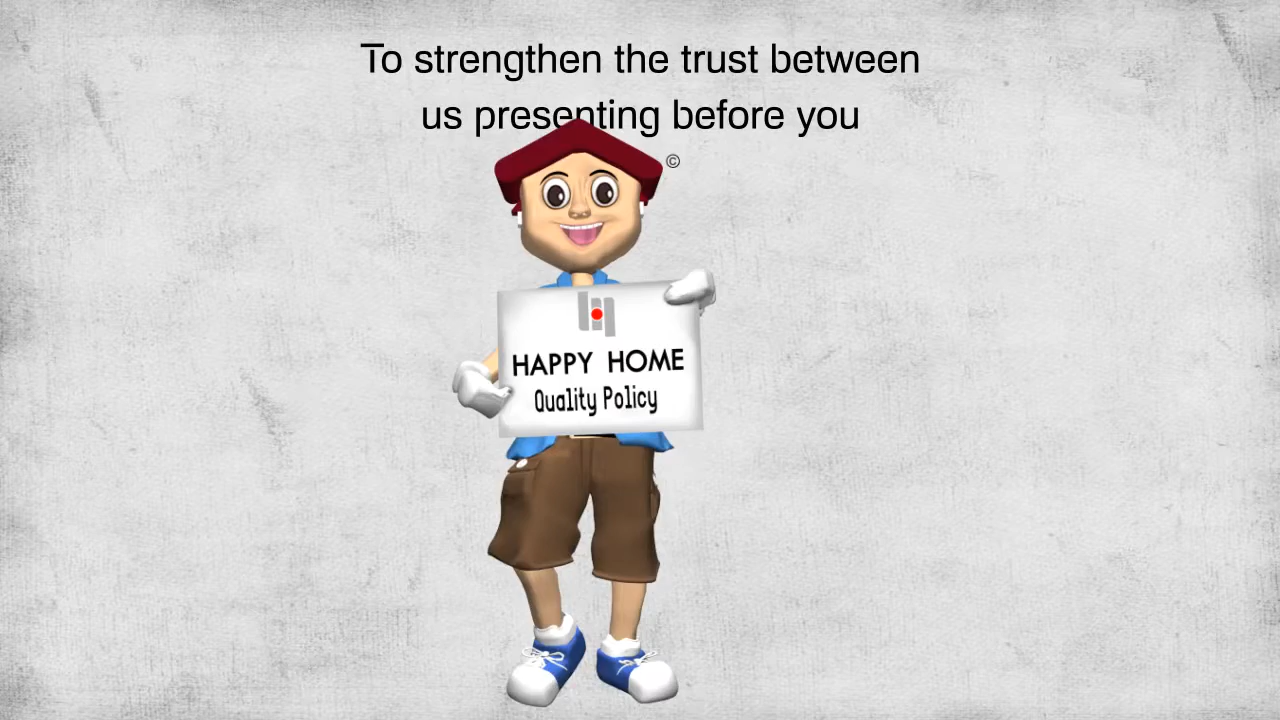 To strengthen the trust between
us presenting before you
©
HAPPY HOME
Quality Policy